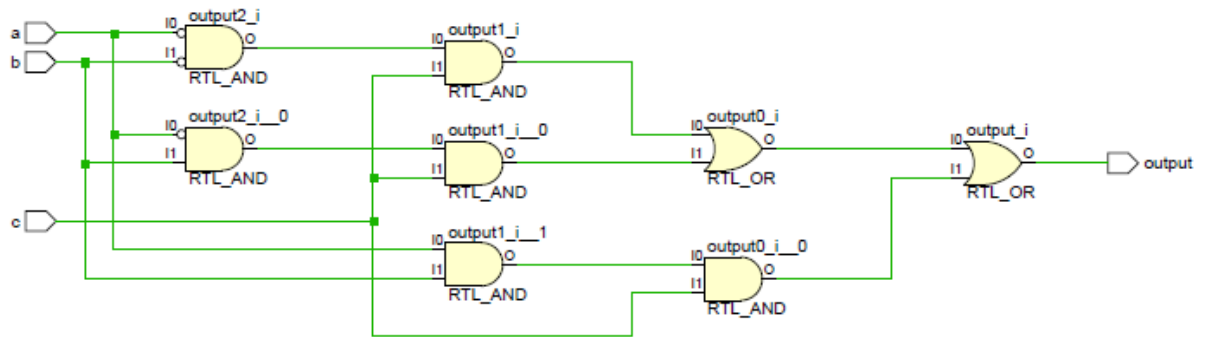 output2_i
a
I0
O
I1
b
RTL_AND
output1_i
I0
O
I1
RTL_AND
output2_i__0
I0
O
I1
RTL_AND
output1_i__0
I0
O
I1
RTL_AND
output0_i
I0
O
I1
RTL_OR
output_i
I0
O
I1
RTL_OR
output
c
output1_i__1
I0
O
I1
RTL_AND
output0_i__0
I0
O
I1
RTL_AND